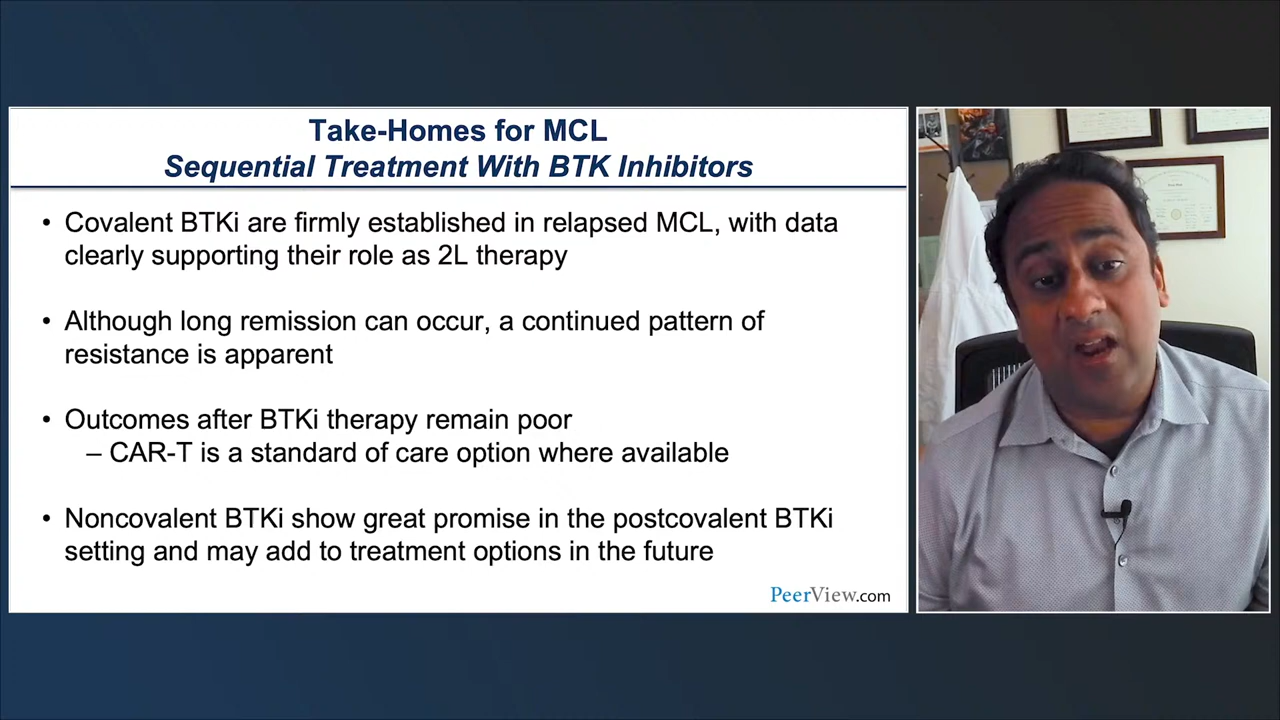 Take-Homes for MCL
Sequential Treatment With BTK Inhibitors
• Covalent BTKi are firmly established in relapsed MCL, with data
clearly supporting their role as 2L therapy
• Although long remission can occur, a continued pattern of
resistance is apparent
• Outcomes after BTKi therapy remain poor
– CAR-T is a standard of care option where available
• Noncovalent BTKi show great promise in the postcovalent BTKi
setting and may add to treatment options in the future
PeerView.com